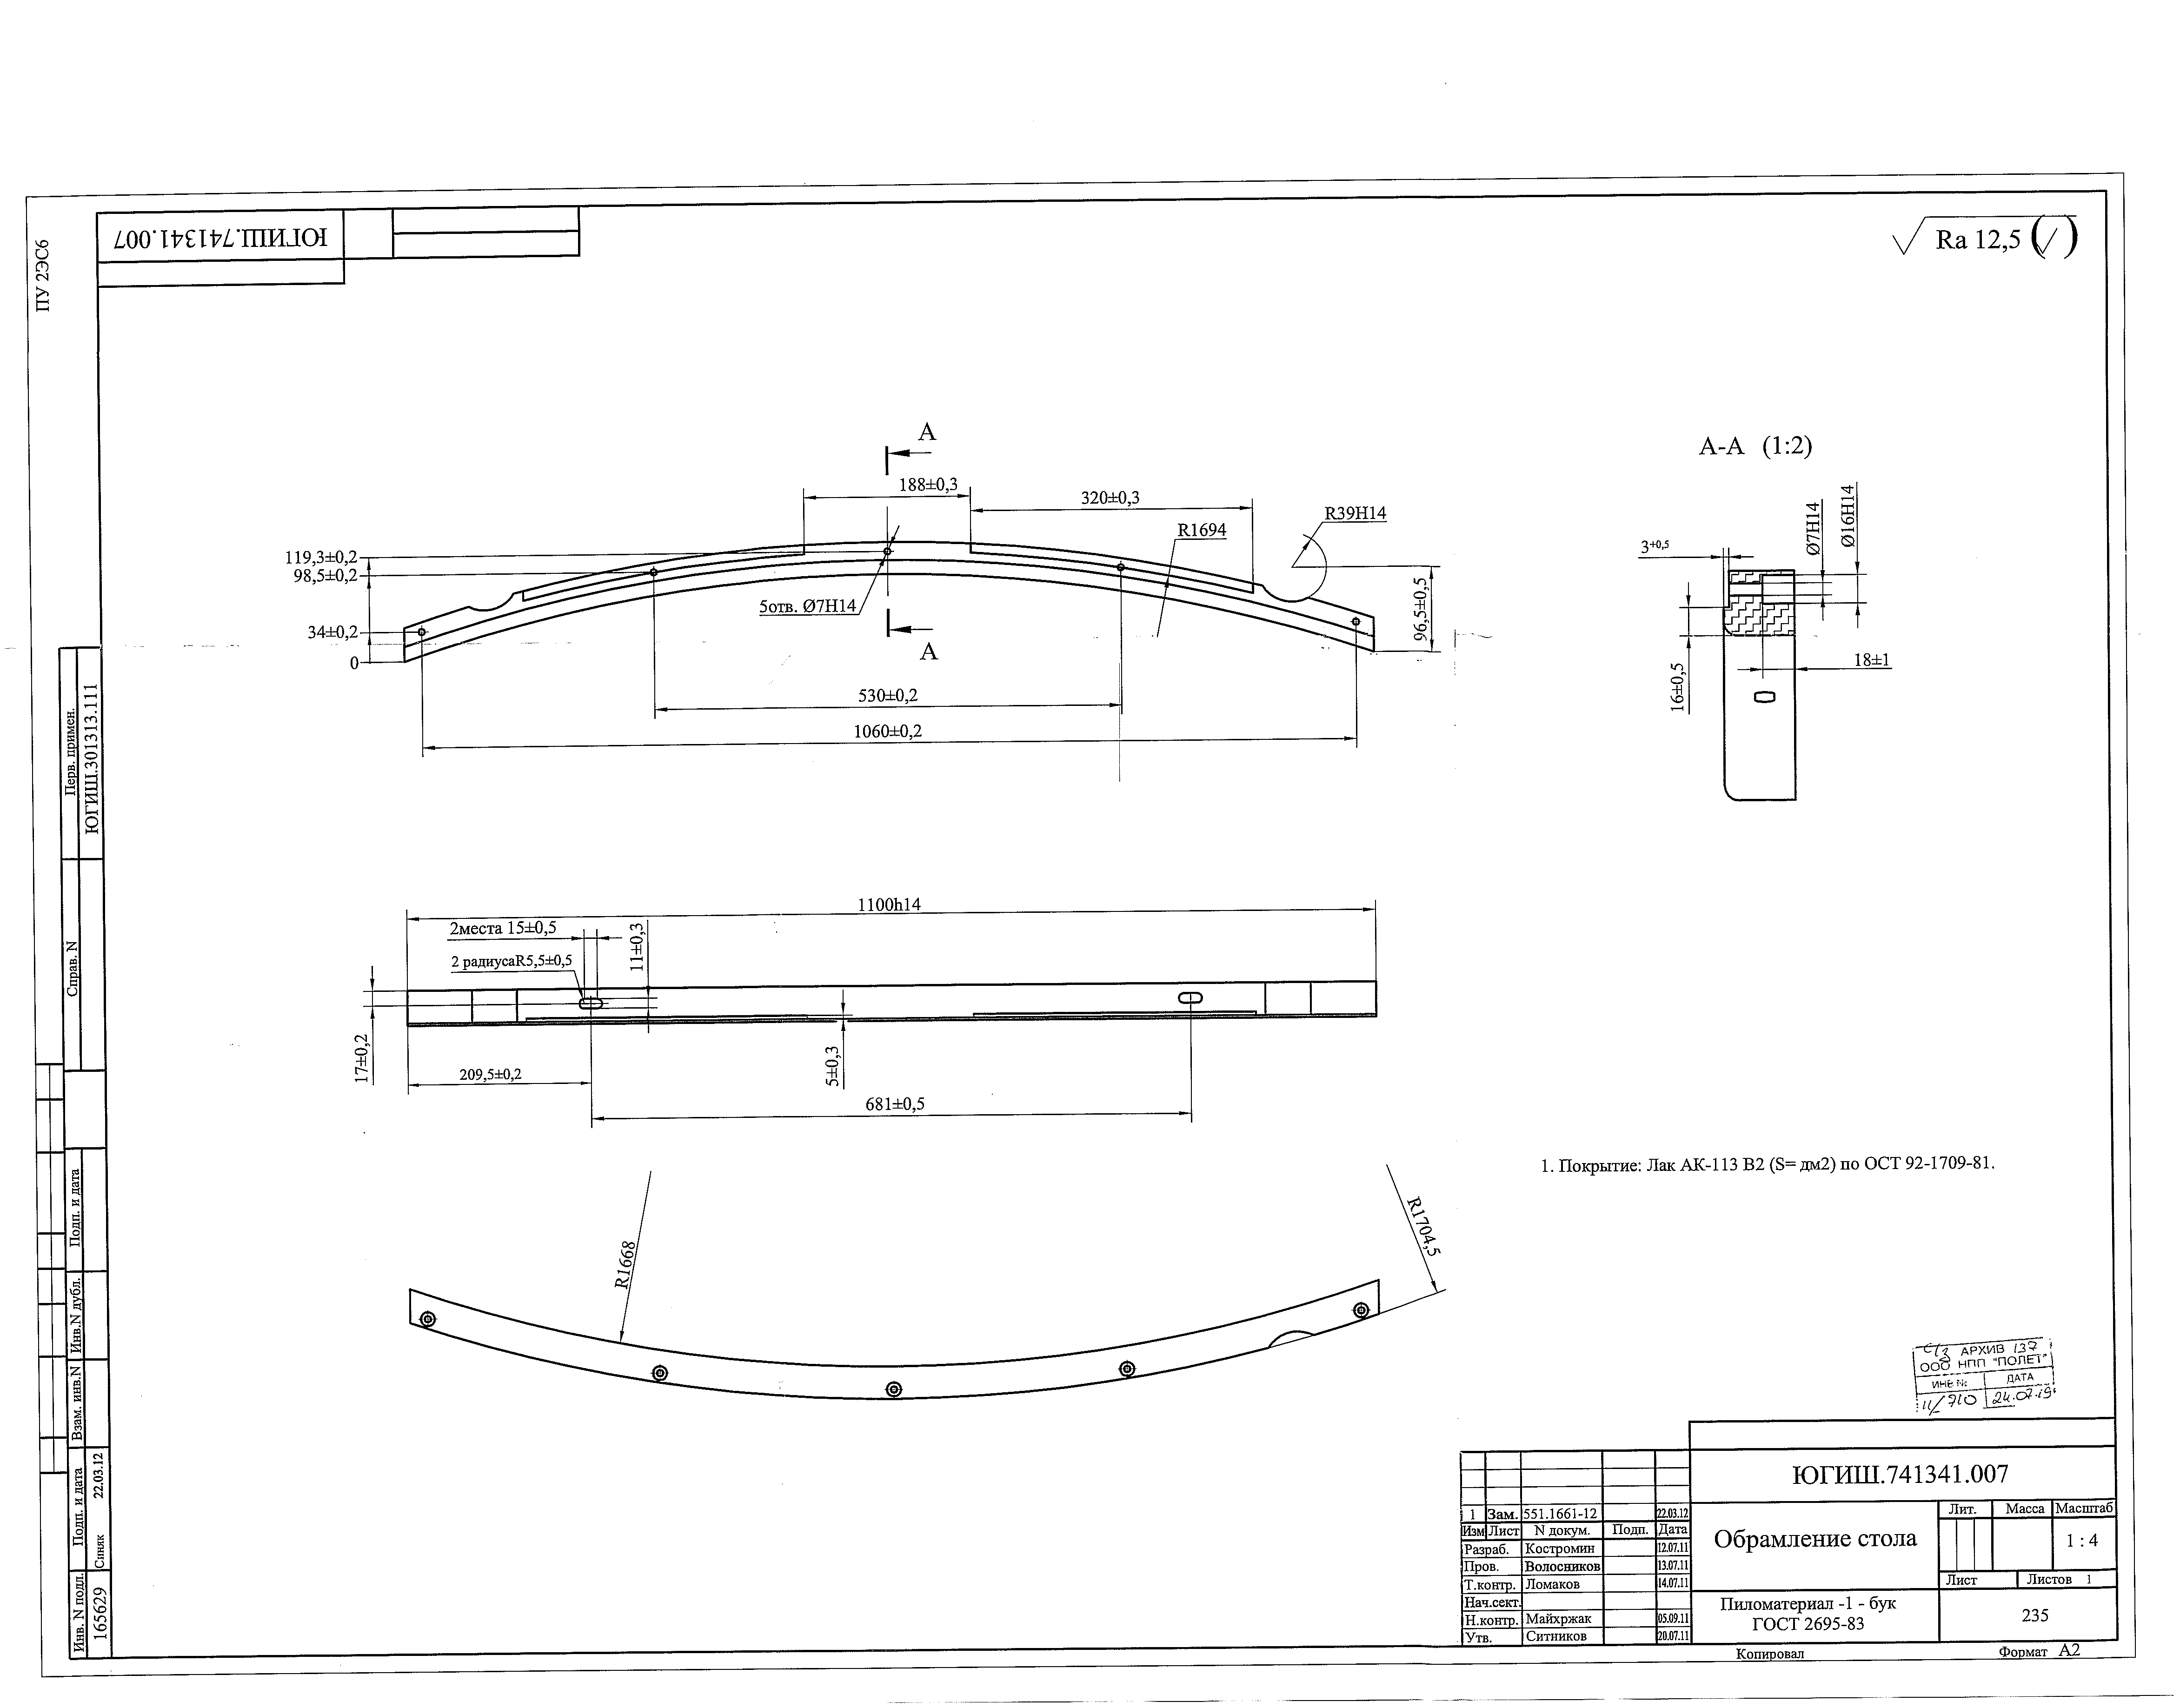 ПУ 2ЭС6
ЮГИШ.741341.007
Ra 12,5 (√)
А
А-А (1:2)
188±0,3
320±0,3
R39H14
R1694
119,3±0,2
98,5±0,2
34±0,2
0
5отв. Ø7H14
А
96,5±0,5
530±0,2
1060±0,2
3+0,5
Ø7H14
Ø16H14
16±0,5
18±1
1100h14
2места 15±0,5
2 радиусаR5,5±0,5
11±0,3
17±0,2
209,5±0,2
5±0,3
681±0,5
1. Покрытие: Лак АК-113 В2 (S= дм2) по ОСТ 92-1709-81.
R1668
R1704,5
АРХИВ 137
ООО НПП "ПОЛЕТ"
ИНВ №: ДАТА
11/710 24.07.19
Перв. примен.
ЮГИШ.301313.111
Справ. N
Подп. и дата
Инв.N дубл.
Взам. инв.N
Подп. и дата
Синяк 22.03.12
Инв. N подл.
165629
ЮГИШ.741341.007
1 Зам. 551.1661-12 22.03.12
Изм Лист N докум. Подп. Дата
Разраб. Костромин 12.07.11
Пров. Волосников 13.07.11
Т.контр. Ломаков 14.07.11
Нач.сект.
Н.контр. Майхржак 05.09.11
Утв. Ситников 20.07.11
Обрамление стола
Лит. Масса Масштаб
1 : 4
Лист Листов 1
Пиломатериал -1 - бук
ГОСТ 2695-83
235
Копировал Формат А2